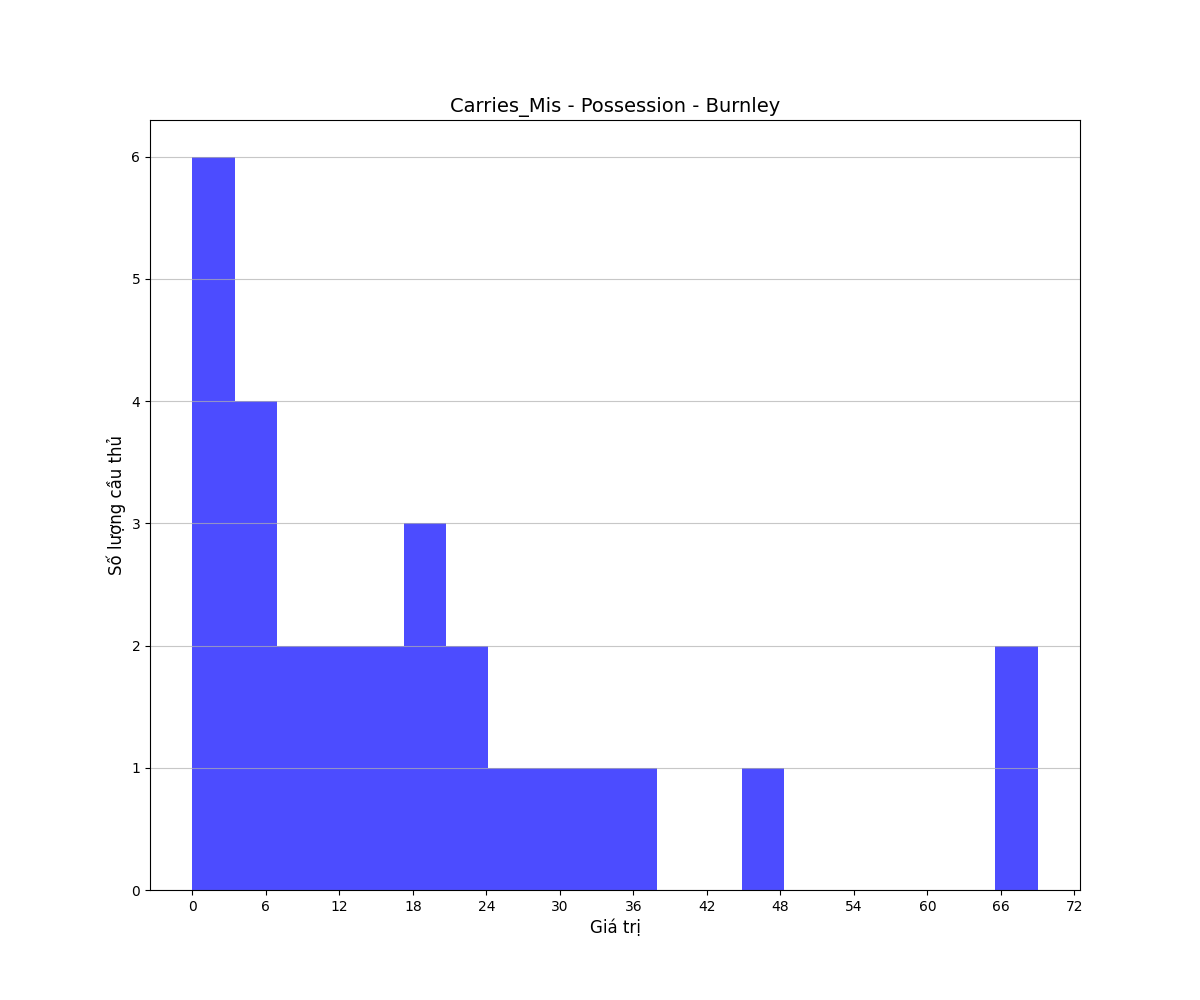 Carries_Mis - Possession - Burnley
Số lượng cầu thủ
6
5
4
3
2
1
0
0 6 12 18 24 30 36 42 48 54 60 66 72
Giá trị